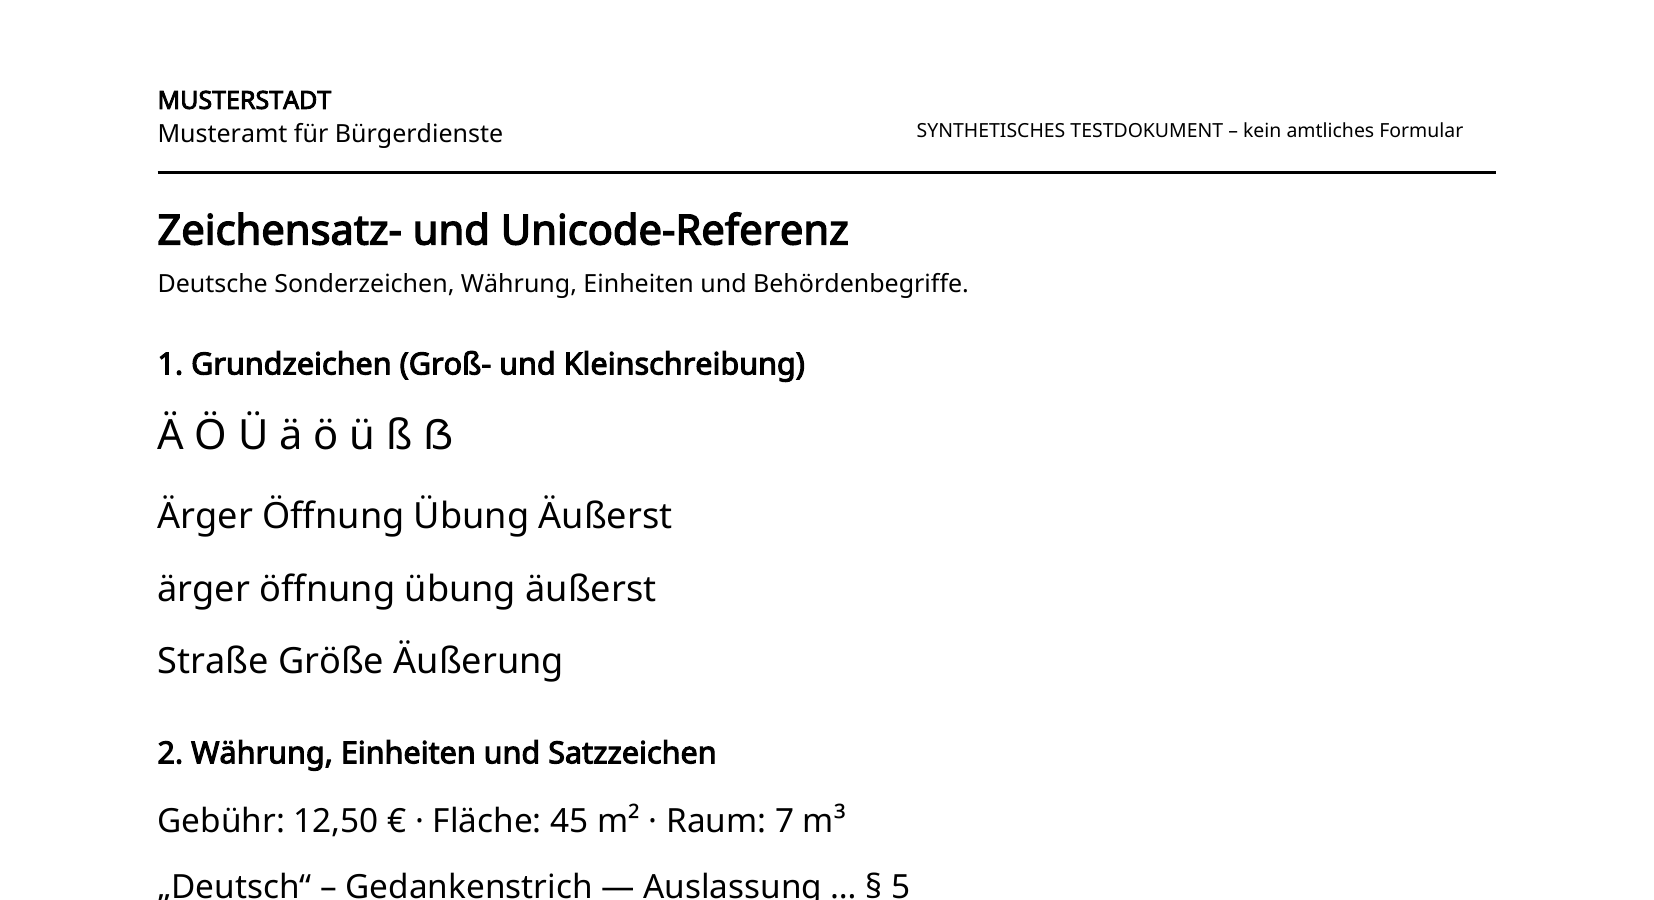 MUSTERSTADT
Musteramt für Bürgerdienste
SYNTHETISCHES TESTDOKUMENT – kein amtliches Formular
Zeichensatz- und Unicode-Referenz
Deutsche Sonderzeichen, Währung, Einheiten und Behördenbegriffe.
1. Grundzeichen (Groß- und Kleinschreibung)
Ä Ö Ü ä ö ü ß ẞ
Ärger Öffnung Übung Äußerst
ärger öffnung übung äußerst
Straße Größe Äußerung
2. Währung, Einheiten und Satzzeichen
Gebühr: 12,50 € · Fläche: 45 m² · Raum: 7 m³
„Deutsch“ – Gedankenstrich — Auslassung … § 5